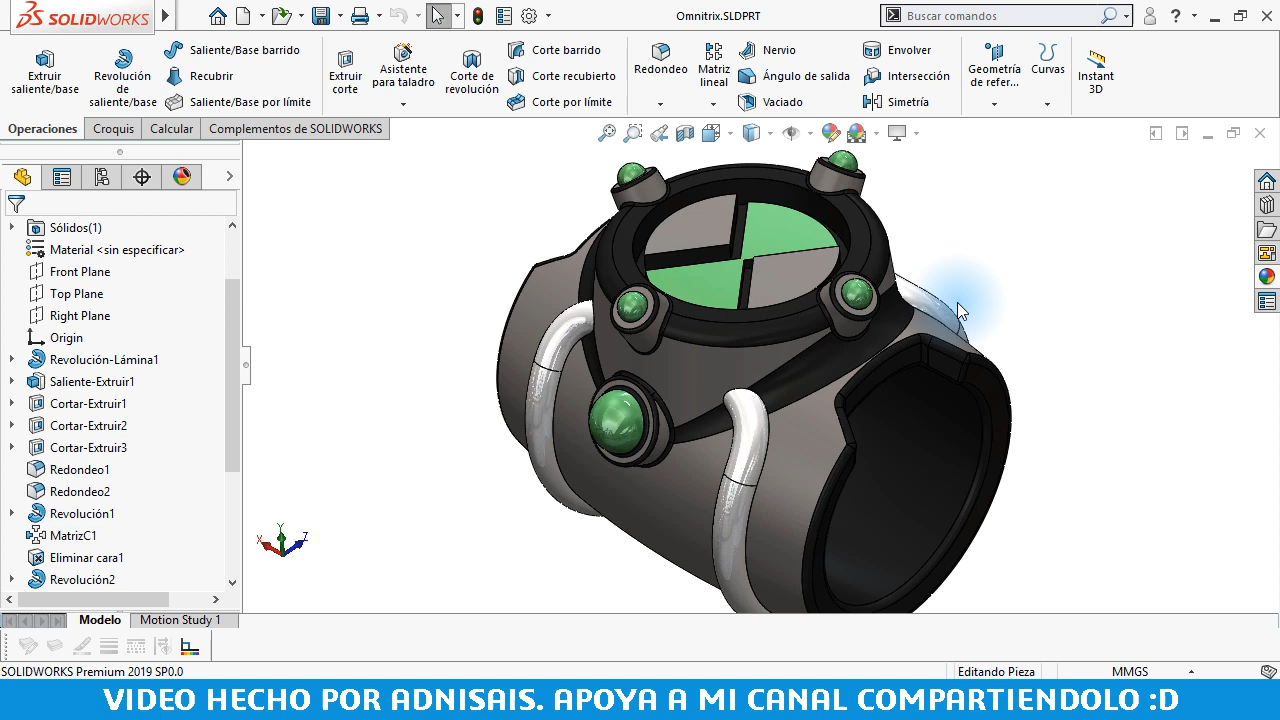 SOLIDWORKS
Omnitrix.SLDPRT
Buscar comandos
?
Extruir
saliente/base
Revolución
de
saliente/base
Saliente/Base barrido
Recubrir
Saliente/Base por límite
Extruir
corte
Asistente
para taladro
Corte de
revolución
Corte barrido
Corte recubierto
Corte por límite
Redondeo
Matriz
lineal
Nervio
Ángulo de salida
Vaciado
Envolver
Intersección
Simetría
Geometría
de refer...
Curvas
Instant
3D
Operaciones
Croquis
Calcular
Complementos de SOLIDWORKS
Sólidos(1)
Material <sin especificar>
Front Plane
Top Plane
Right Plane
Origin
Revolución-Lámina1
Saliente-Extruir1
Cortar-Extruir1
Cortar-Extruir2
Cortar-Extruir3
Redondeo1
Redondeo2
Revolución1
MatrizC1
Eliminar cara1
Revolución2
Y
X
Z
Modelo
Motion Study 1
SOLIDWORKS Premium 2019 SP0.0
Editando Pieza
MMGS
VIDEO HECHO POR ADNISAIS. APOYA A MI CANAL COMPARTIENDOLO :D